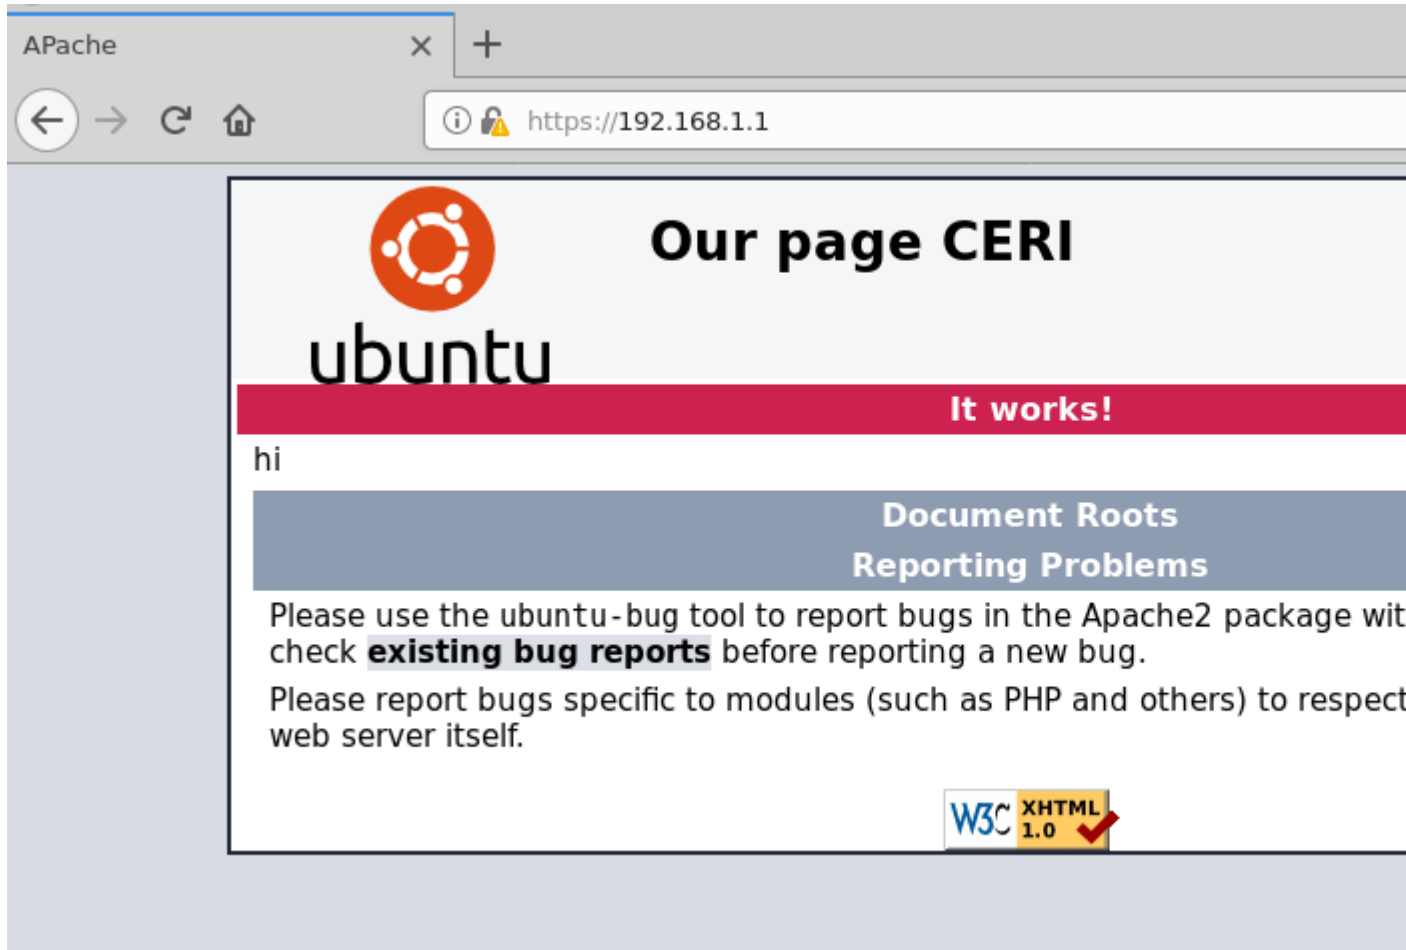 APache
https://192.168.1.1
Our page CERI
ubuntu
It works!
hi
Document Roots
Reporting Problems
Please use the ubuntu-bug tool to report bugs in the Apache2 package wit
check existing bug reports before reporting a new bug.
Please report bugs specific to modules (such as PHP and others) to respect
web server itself.
W3C XHTML
1.0